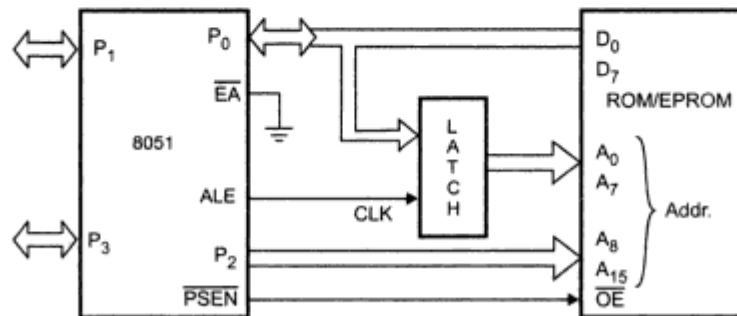 P0
P1
EA
8051
ALE
P3
P2
PSEN
CLK
LATCH
D0
D7
ROM/EPROM
A0
A7
Addr.
A8
A15
OE